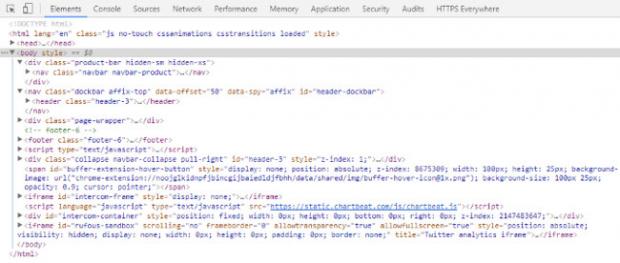 Elements Console Sources Network Performance Memory Application Security Audits HTTPS Everywhere
<!DOCTYPE html>
<html lang="en" class="js no-touch cssanimations csstransitions loaded" style>
<head>…</head>
<body style> == $0
<div class="product-bar hidden-sm hidden-xs">
<nav class="navbar navbar-product">…</nav>
</div>
<nav class="dockbar affix-top" data-offset="50" data-spy="affix" id="header-dockbar">
<header class="header-3">…</header>
</nav>
<div class="page-wrapper">…</div>
<!-- footer-6 -->
<footer class="footer-6">…</footer>
<script type="text/javascript">…</script>
<div class="collapse navbar-collapse pull-right" id="header-3" style="z-index: 1;">…</div>
<span id="buffer-extension-hover-button" style="display: none; position: absolute; z-index: 8675309; width: 100px; height: 25px; background-
image: url("chrome-extension://noojglkidnpfjbincgijbaiedldjfbhh/data/shared/img/buffer-hover-icon@1x.png"); background-size: 100px 25px;
opacity: 0.9; cursor: pointer;"></span>
<iframe id="intercom-frame" style="display: none;">…</iframe>
<script language="javascript" type="text/javascript" src="https://static.chartbeat.com/js/chartbeat.js"></script>
<div id="intercom-container" style="position: fixed; width: 0px; height: 0px; bottom: 0px; right: 0px; z-index: 2147483647;">…</div>
<iframe id="rufous-sandbox" scrolling="no" frameborder="0" allowtransparency="true" allowfullscreen="true" style="position: absolute;
visibility: hidden; display: none; width: 0px; height: 0px; padding: 0px; border: none;" title="Twitter analytics iframe">…</iframe>
</body>
</html>